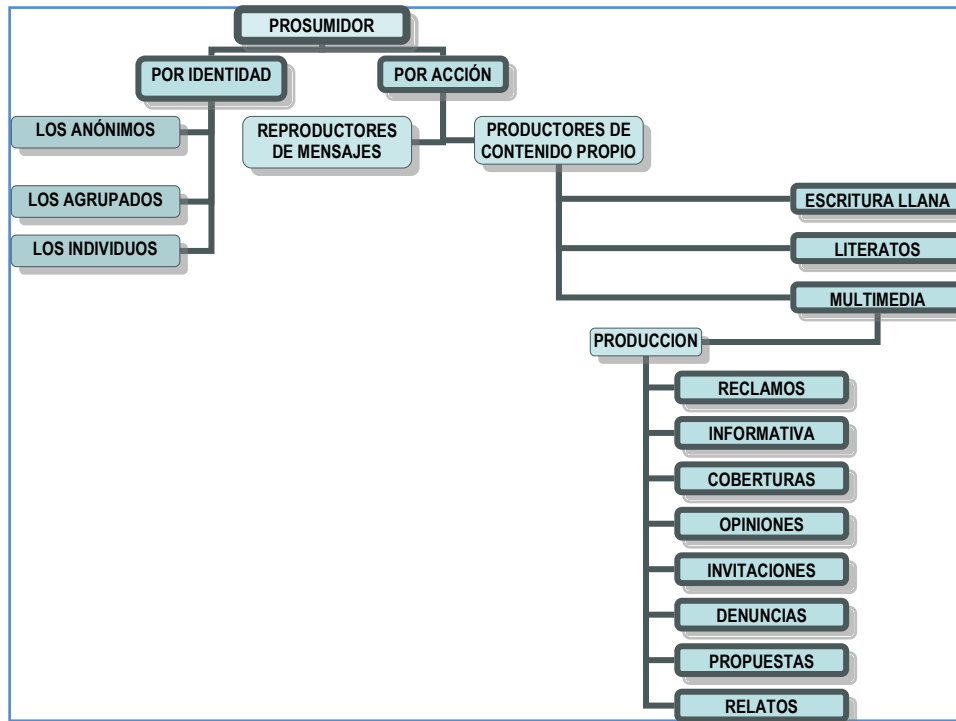 PROSUMIDOR
POR IDENTIDAD
POR ACCIÓN
LOS ANÓNIMOS
REPRODUCTORES
DE MENSAJES
PRODUCTORES DE
CONTENIDO PROPIO
LOS AGRUPADOS
ESCRITURA LLANA
LOS INDIVIDUOS
LITERATOS
MULTIMEDIA
PRODUCCION
RECLAMOS
INFORMATIVA
COBERTURAS
OPINIONES
INVITACIONES
DENUNCIAS
PROPUESTAS
RELATOS